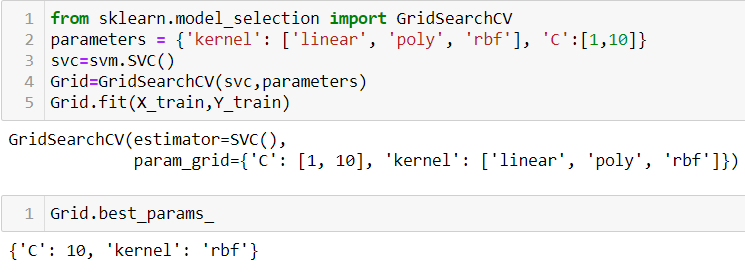 1 from sklearn.model_selection import GridSearchCV
2 parameters = {'kernel': ['linear', 'poly', 'rbf'], 'C':[1,10]}
3 svc=svm.SVC()
4 Grid=GridSearchCV(svc,parameters)
5 Grid.fit(X_train,Y_train)
GridSearchCV(estimator=SVC(),
             param_grid={'C': [1, 10], 'kernel': ['linear', 'poly', 'rbf']})
1 Grid.best_params_
{'C': 10, 'kernel': 'rbf'}